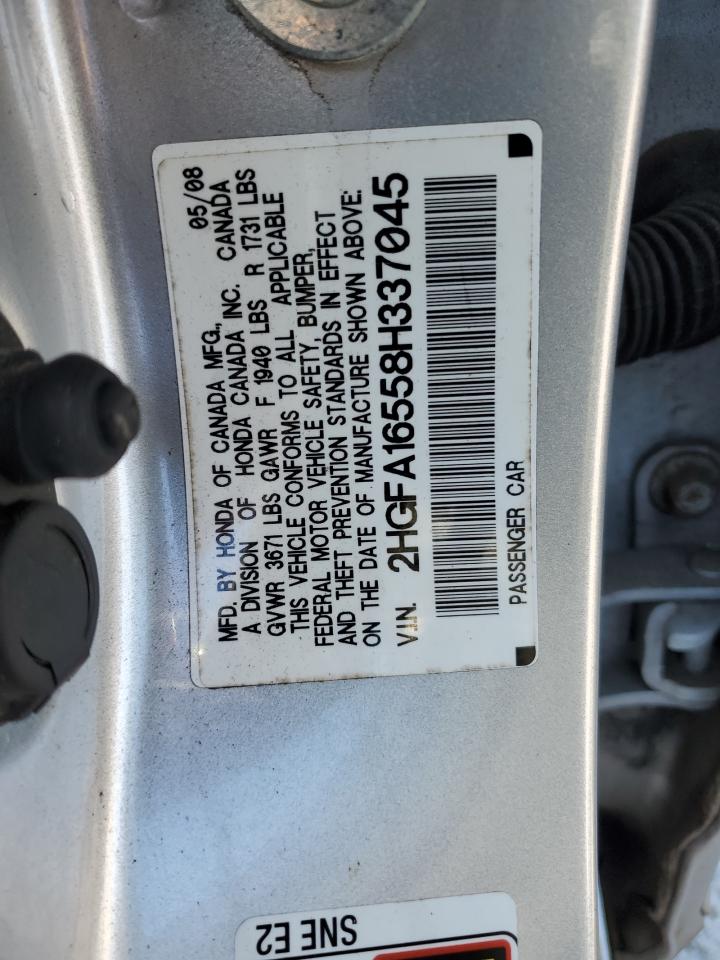 MFD. BY HONDA OF CANADA MFG., 05/08
A DIVISION OF HONDA CANADA INC. CANADA
GVWR 3671 LBS GAWR F 1940 LBS R 1731 LBS
THIS VEHICLE CONFORMS TO ALL APPLICABLE
FEDERAL MOTOR VEHICLE SAFETY, BUMPER,
AND THEFT PREVENTION STANDARDS IN EFFECT
ON THE DATE OF MANUFACTURE SHOWN ABOVE:
V.I.N. 2HGFA16558H337045
PASSENGER CAR
SNE E2